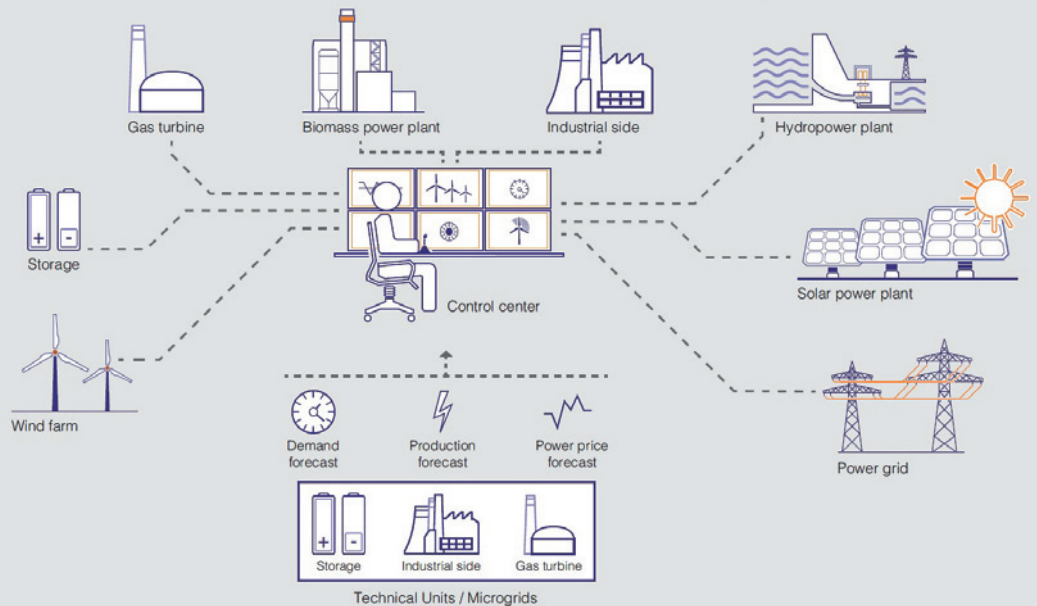 Gas turbine
Biomass power plant
Industrial side
Hydropower plant
Storage
Control center
Solar power plant
Wind farm
Demand
forecast
Production
forecast
Power price
forecast
Power grid
Storage
Industrial side
Gas turbine
Technical Units / Microgrids